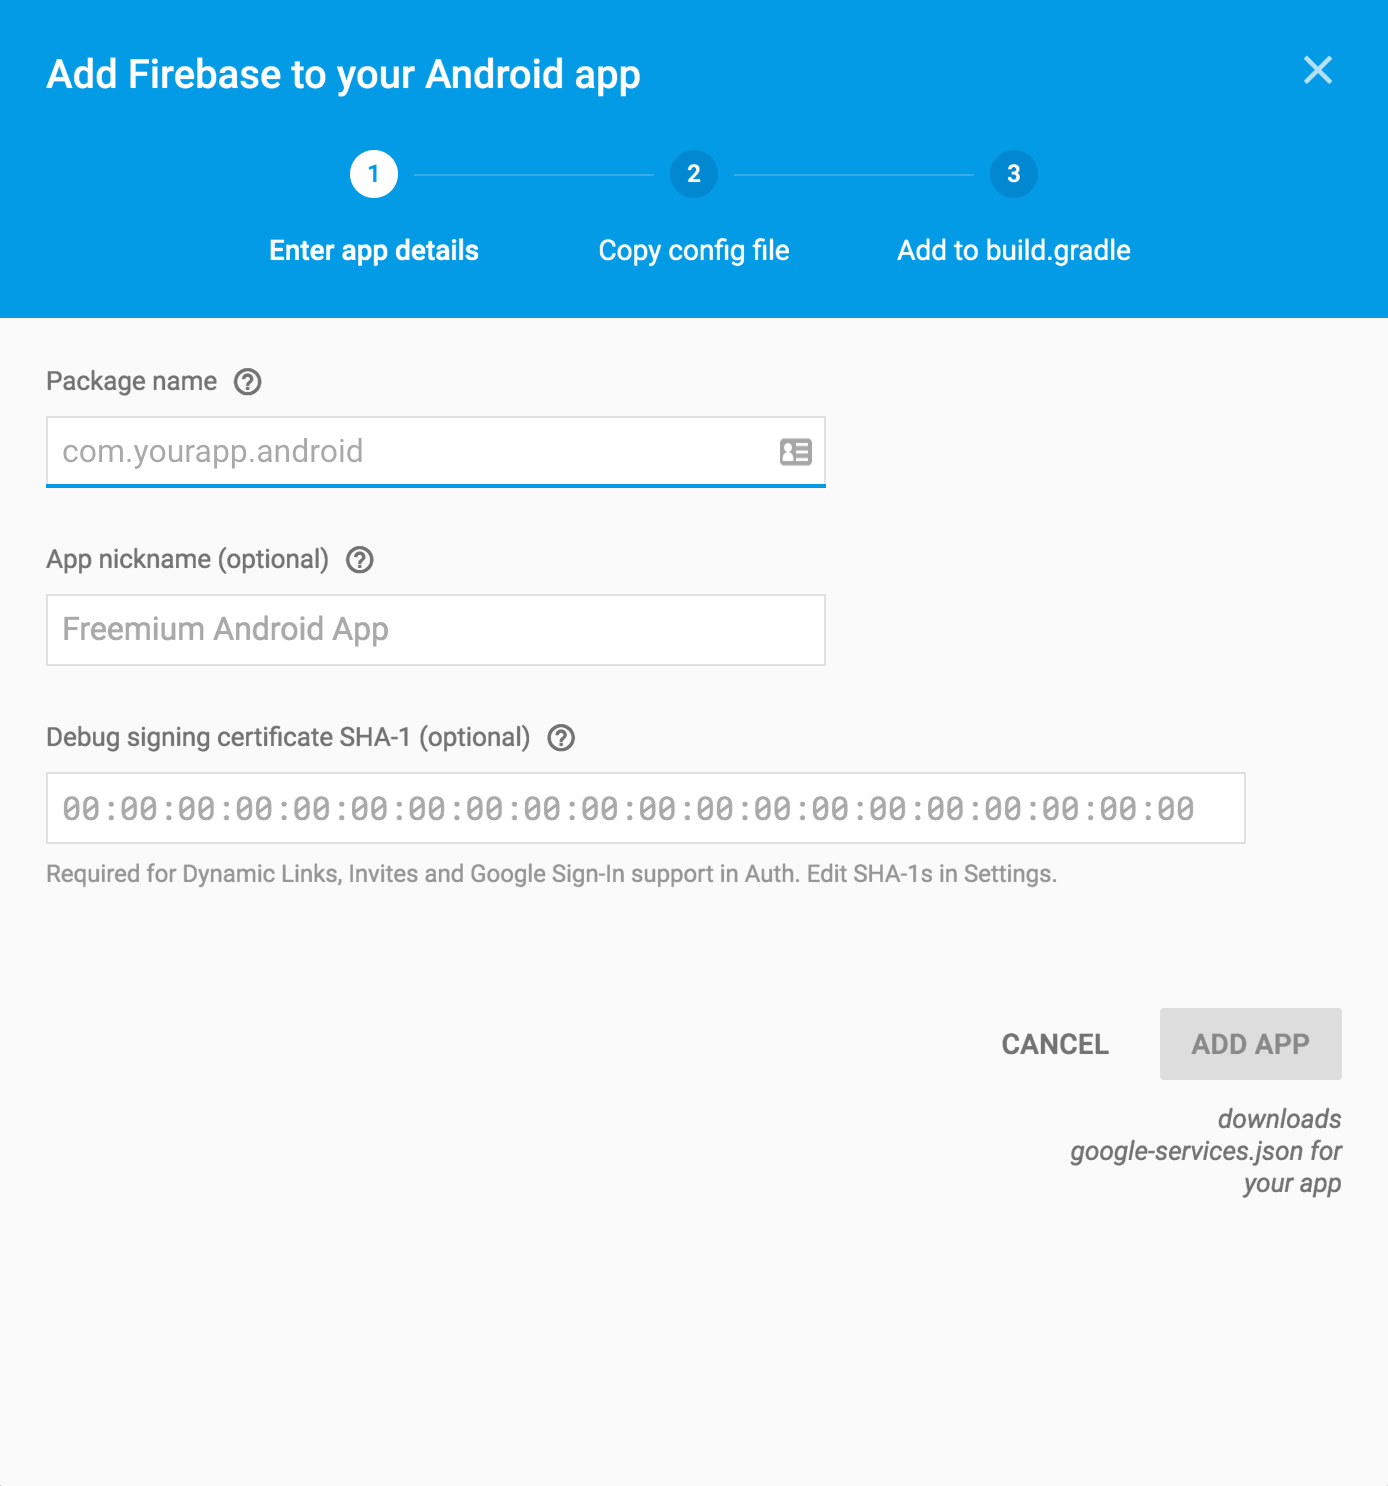 Add Firebase to your Android app
1 2 3
Enter app details Copy config file Add to build.gradle
Package name
com.yourapp.android
App nickname (optional)
Freemium Android App
Debug signing certificate SHA-1 (optional)
00:00:00:00:00:00:00:00:00:00:00:00:00:00:00:00:00:00:00:00
Required for Dynamic Links, Invites and Google Sign-In support in Auth. Edit SHA-1s in Settings.
CANCEL ADD APP
downloads
google-services.json for
your app